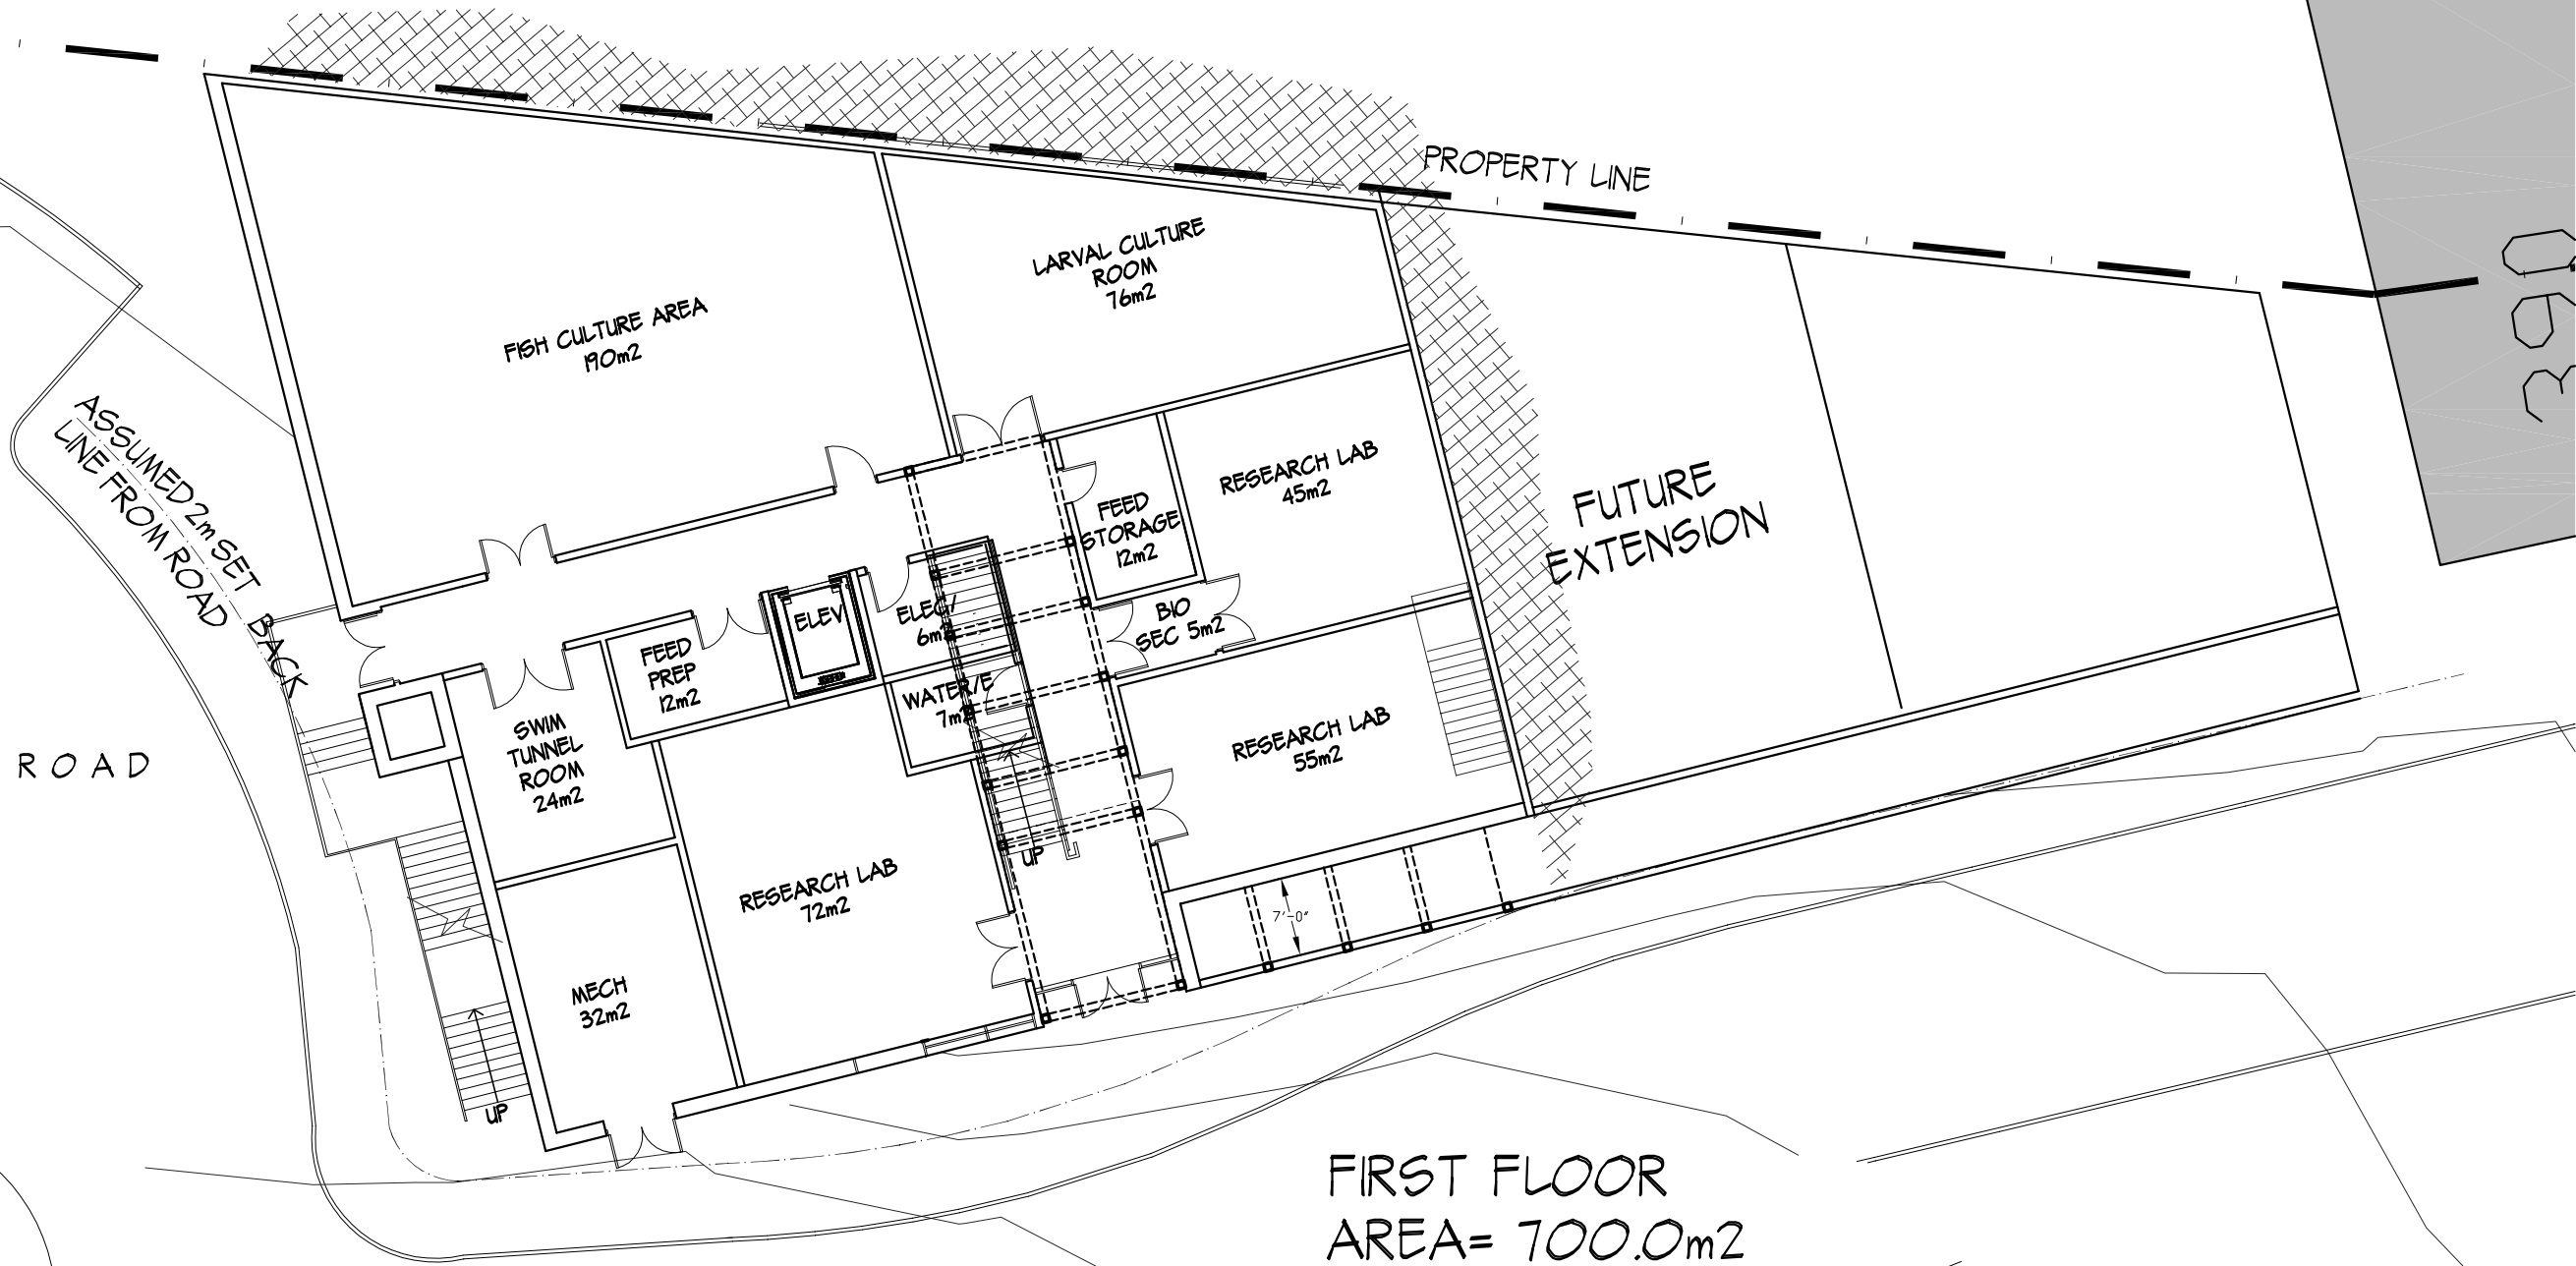 PROPERTY LINE
LARVAL CULTURE
ROOM
76m2
FISH CULTURE AREA
190m2
390
ASSUMED 2m SET BACK
LINE FROM ROAD
RESEARCH LAB
45m2
FEED
STORAGE
12m2
FUTURE
EXTENSION
ELEV
ELEC/
6m2
BIO
SEC 5m2
FEED
PREP
12m2
WATER/E
7m2
SWIM
TUNNEL
ROOM
24m2
RESEARCH LAB
55m2
ROAD
UP
RESEARCH LAB
72m2
7'-0"
MECH
32m2
UP
FIRST FLOOR
AREA= 700.0m2